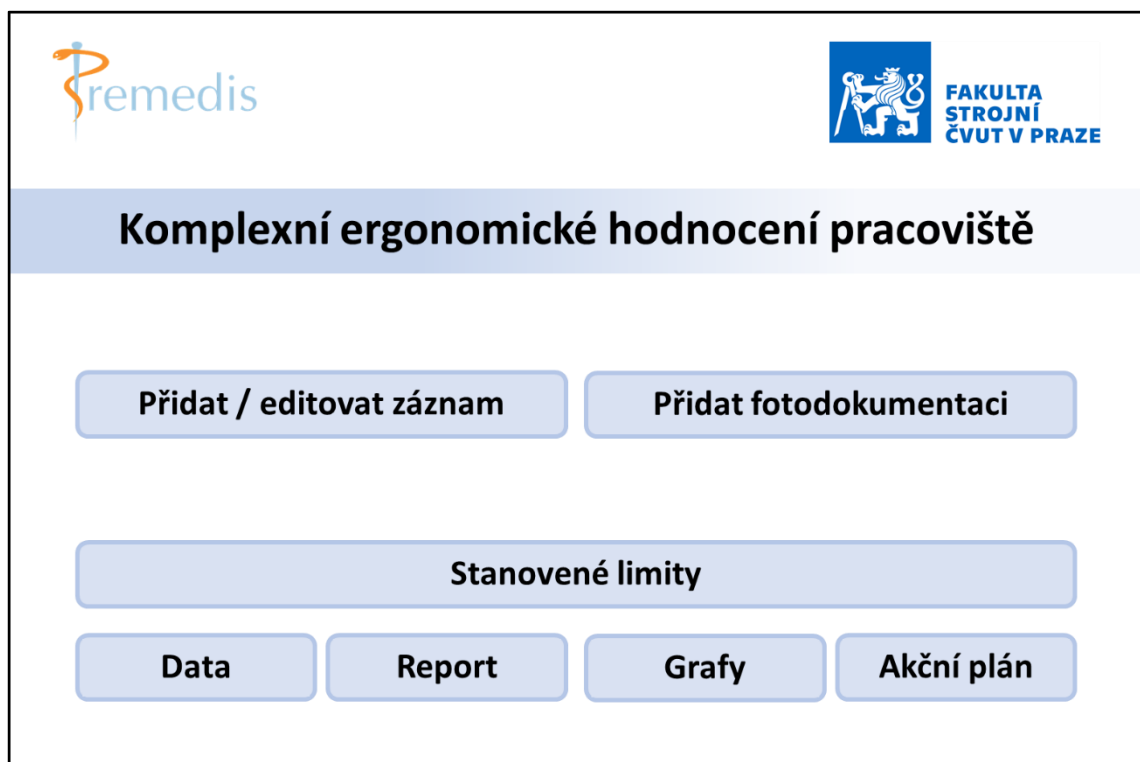 Premedis
FAKULTA
STROJNÍ
ČVUT V PRAZE
Komplexní ergonomické hodnocení pracoviště
Přidat / editovat záznam
Přidat fotodokumentaci
Stanovené limity
Data
Report
Grafy
Akční plán